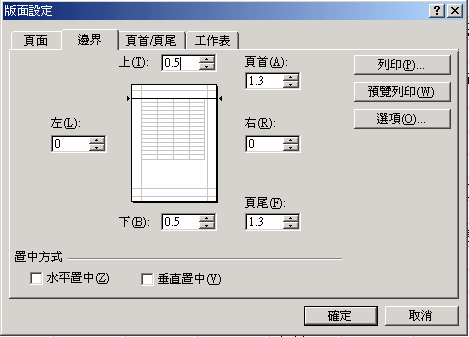 版面設定
頁面 邊界 頁首/頁尾 工作表
上(T): 0.5 頁首(A):
1.3
列印(P)...
預覽列印(W)
選項(O)...
左(L): 右(R):
0 0
頁尾(F):
下(B): 0.5 1.3
置中方式
水平置中(Z) 垂直置中(V)
確定 取消